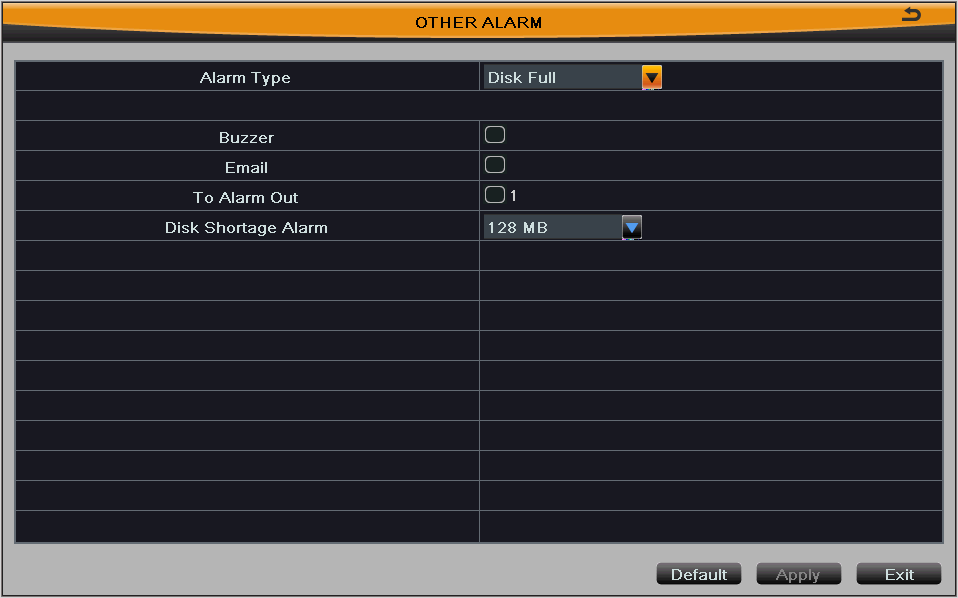 OTHER ALARM
Alarm Type Disk Full
Buzzer
Email
To Alarm Out 1
Disk Shortage Alarm 128 MB
Default Apply Exit